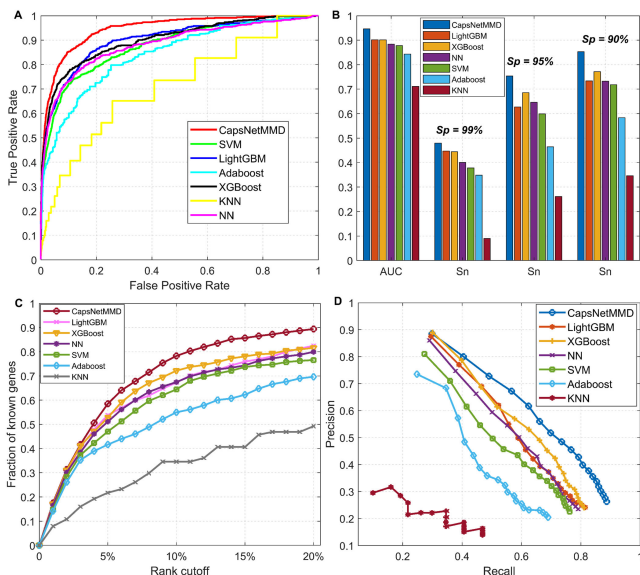 A
True Positive Rate
1
0.9
0.8
0.7
0.6
0.5
0.4
0.3
0.2
0.1
0
0
0.2
0.4
0.6
0.8
1
False Positive Rate
CapsNetMMD
SVM
LightGBM
Adaboost
XGBoost
KNN
NN
B
1
0.9
0.8
0.7
0.6
0.5
0.4
0.3
0.2
0.1
0
AUC
Sn
Sn
Sn
CapsNetMMD
LightGBM
XGBoost
NN
SVM
Adaboost
KNN
Sp = 99%
Sp = 95%
Sp = 90%
C
Fraction of known genes
1
0.9
0.8
0.7
0.6
0.5
0.4
0.3
0.2
0.1
0
0
5%
10%
15%
20%
Rank cutoff
CapsNetMMD
LightGBM
XGBoost
NN
SVM
Adaboost
KNN
D
Precision
1
0.9
0.8
0.7
0.6
0.5
0.4
0.3
0.2
0.1
0.2
0.4
0.6
0.8
1
Recall
CapsNetMMD
LightGBM
XGBoost
NN
SVM
Adaboost
KNN